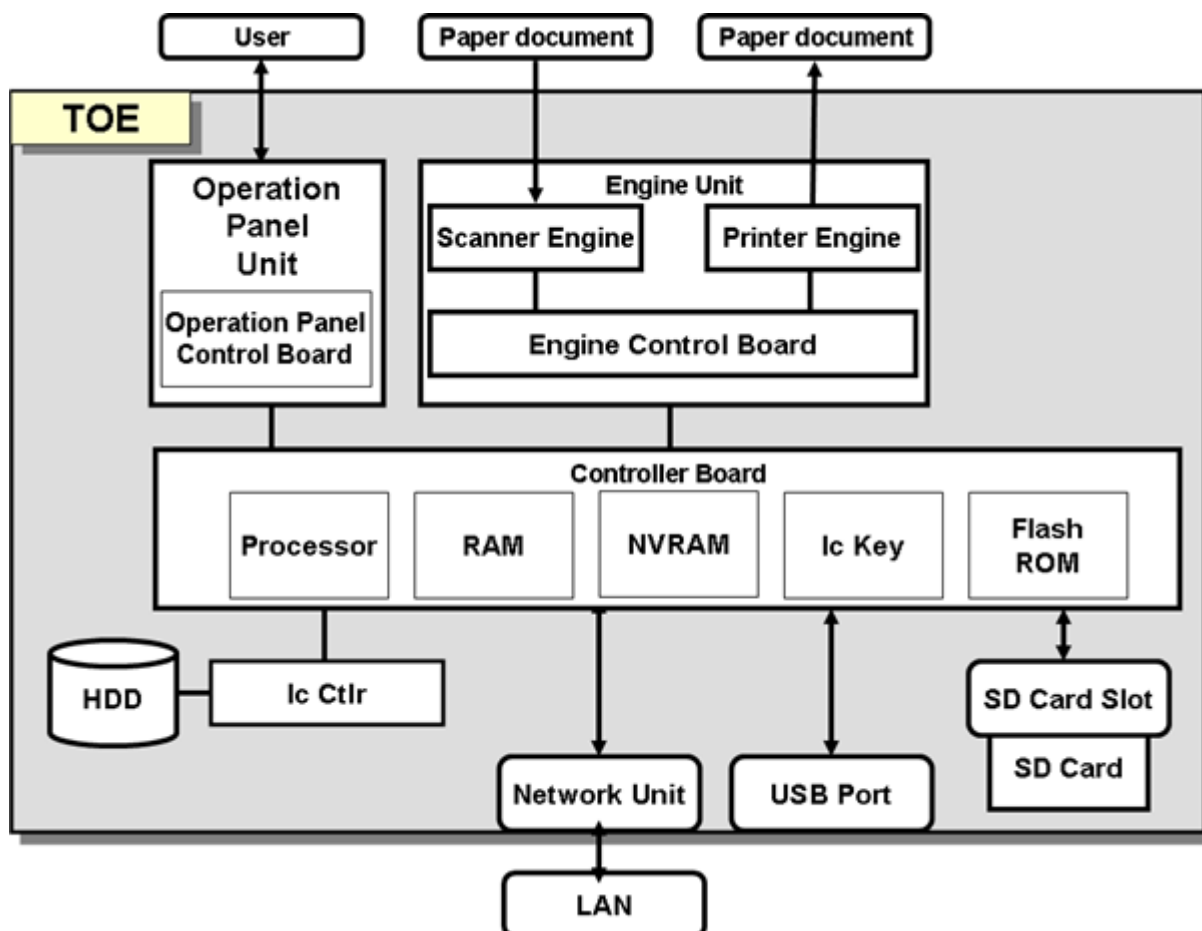 User
Paper document
Paper document
TOE
Operation
Panel
Unit
Operation Panel
Control Board
Engine Unit
Scanner Engine
Printer Engine
Engine Control Board
Controller Board
Processor
RAM
NVRAM
Ic Key
Flash
ROM
HDD
Ic Ctlr
SD Card Slot
SD Card
Network Unit
USB Port
LAN